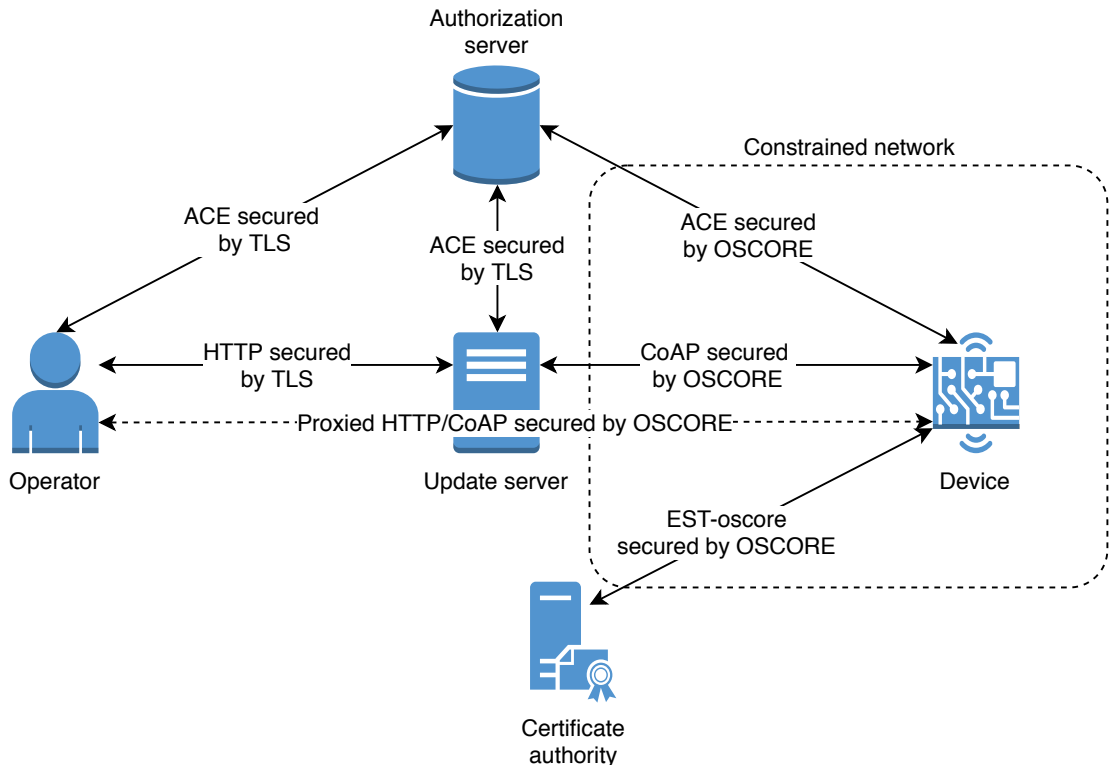 Authorization
server
Constrained network
ACE secured
by TLS
ACE secured
by TLS
ACE secured
by OSCORE
HTTP secured
by TLS
CoAP secured
by OSCORE
Proxied HTTP/CoAP secured by OSCORE
Operator
Update server
Device
EST-oscore
secured by OSCORE
Certificate
authority